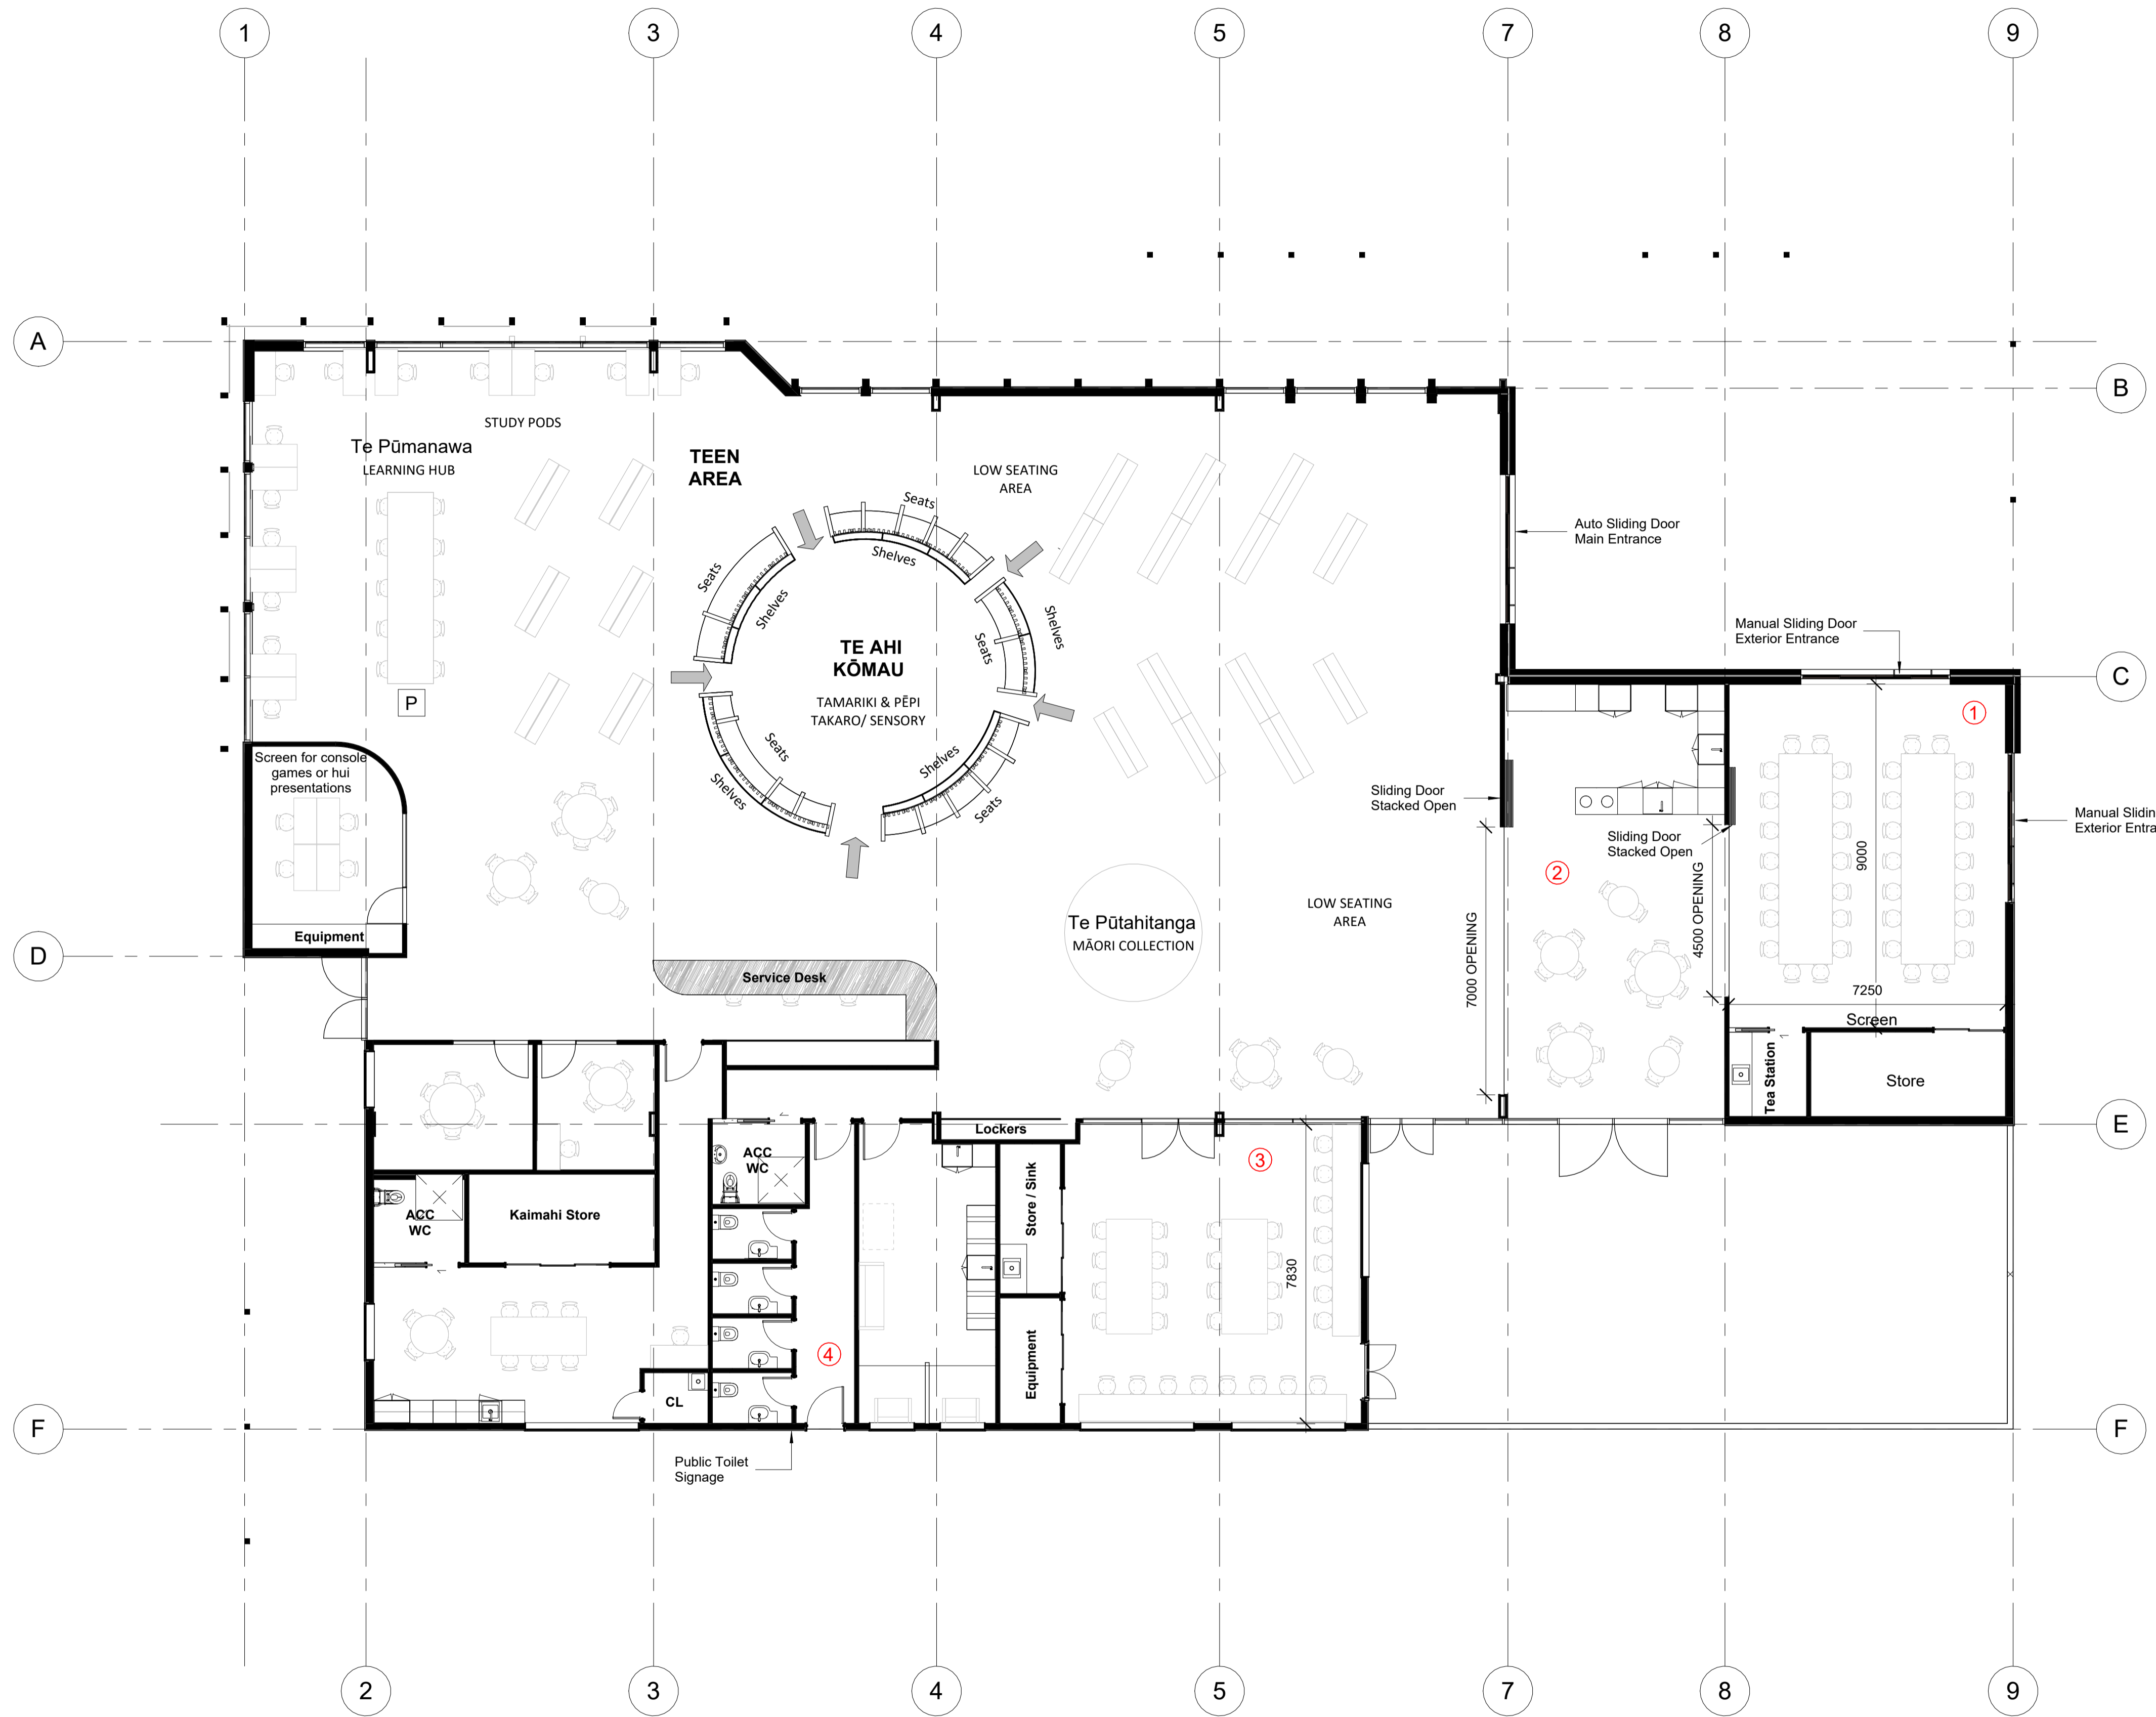 1
3
4
5
7
8
9
A
B
STUDY PODS
Te Pūmanawa
LEARNING HUB
TEEN
AREA
LOW SEATING
AREA
Seats
Shelves
Seats
Shelves
Shelves
Seats
Auto Sliding Door
Main Entrance
Manual Sliding Door
Exterior Entrance
C
TE AHI
KŌMAU
TAMARIKI & PĒPI
TAKARO/ SENSORY
P
1
Seats
Shelves
Shelves
Seats
Screen for console
games or hui
presentations
Equipment
Sliding Door
Stacked Open
Sliding Door
Stacked Open
Manual Slidin
Exterior Entra
9000
2
4500 OPENING
7000 OPENING
Te Pūtahitanga
MĀORI COLLECTION
LOW SEATING
AREA
D
D
Service Desk
7250
Screen
Tea Station
Store
E
Lockers
3
ACC
WC
Store / Sink
ACC
WC
Kaimahi Store
7830
4
Equipment
CL
F
F
Public Toilet
Signage
2
3
4
5
7
8
9